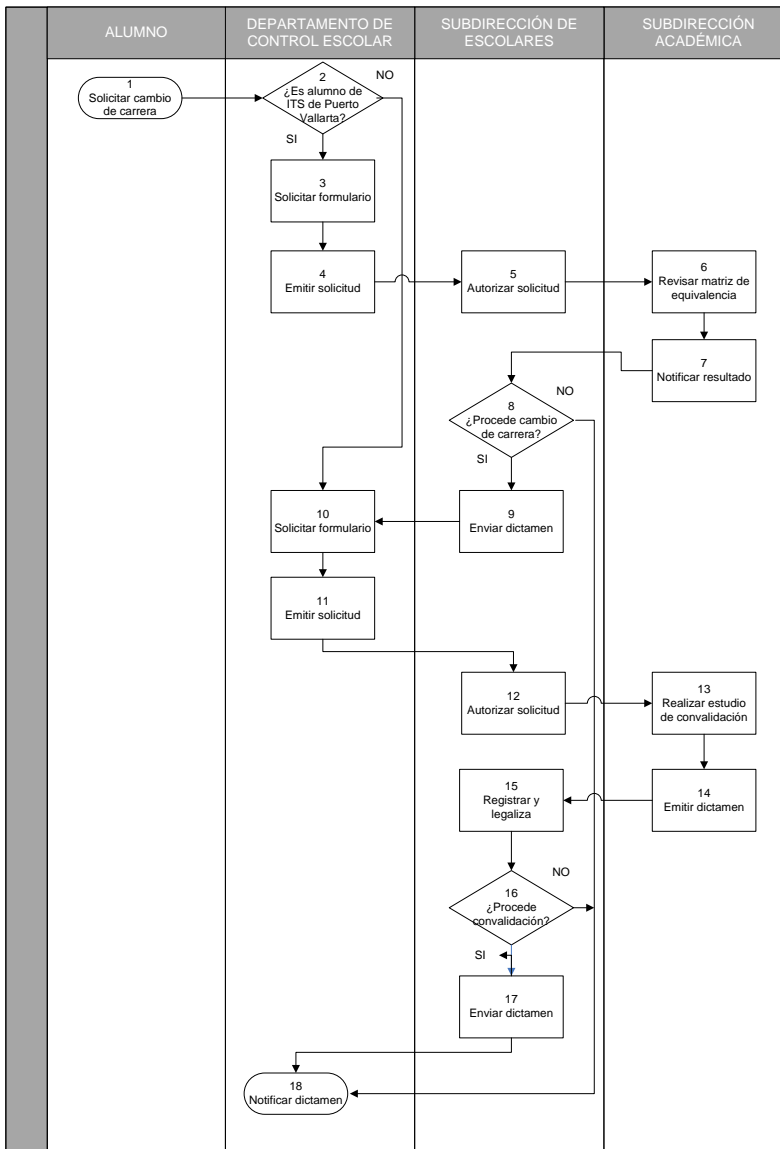 ALUMNO
DEPARTAMENTO DE
CONTROL ESCOLAR
SUBDIRECCIÓN DE
ESCOLARES
SUBDIRECCIÓN
ACADÉMICA
1
Solicitar cambio
de carrera
2
¿Es alumno de
ITS de Puerto
Vallarta?
NO
SI
3
Solicitar formulario
4
Emitir solicitud
5
Autorizar solicitud
6
Revisar matriz de
equivalencia
7
Notificar resultado
8
¿Procede cambio
de carrera?
NO
SI
9
Enviar dictamen
10
Solicitar formulario
11
Emitir solicitud
12
Autorizar solicitud
13
Realizar estudio
de convalidación
14
Emitir dictamen
15
Registrar y
legaliza
16
¿Procede
convalidación?
NO
SI
17
Enviar dictamen
18
Notificar dictamen